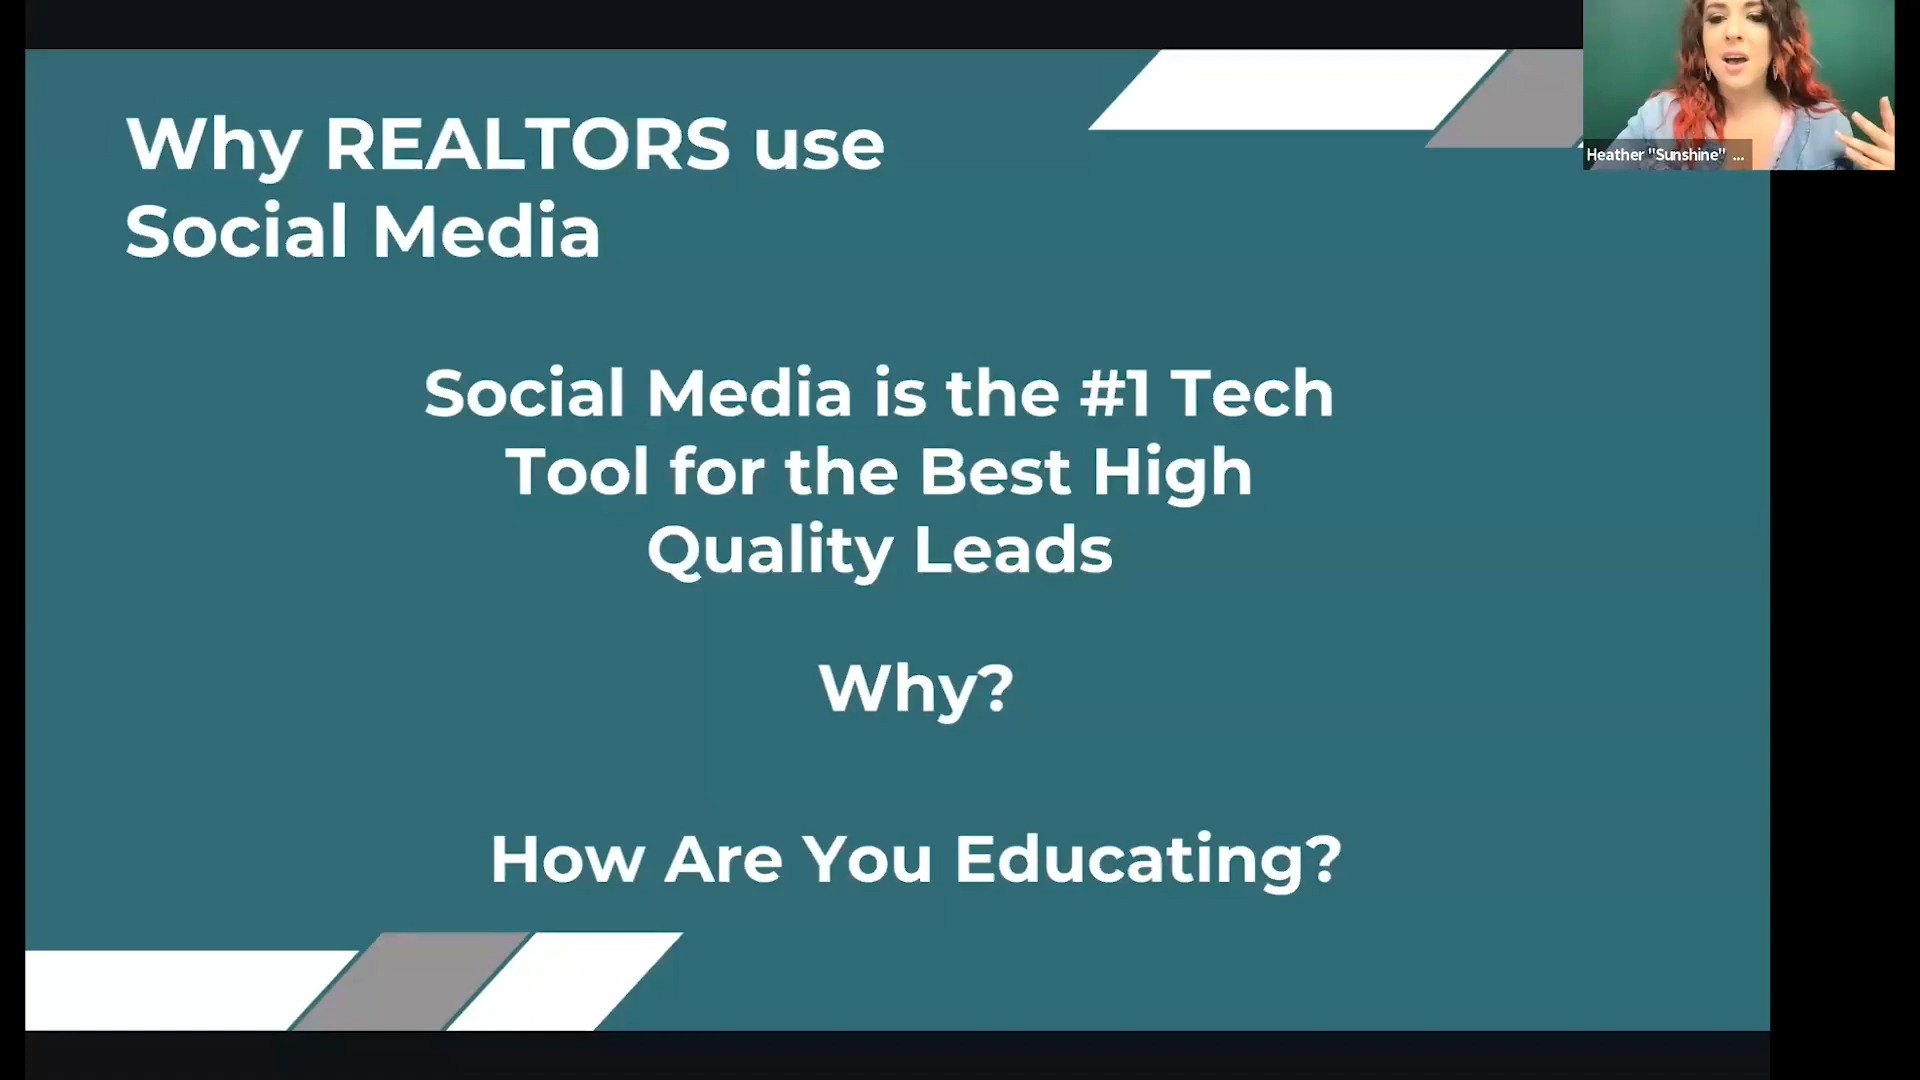 Why REALTORS use
Social Media
Heather "Sunshine" ...
Social Media is the #1 Tech
Tool for the Best High
Quality Leads
Why?
How Are You Educating?